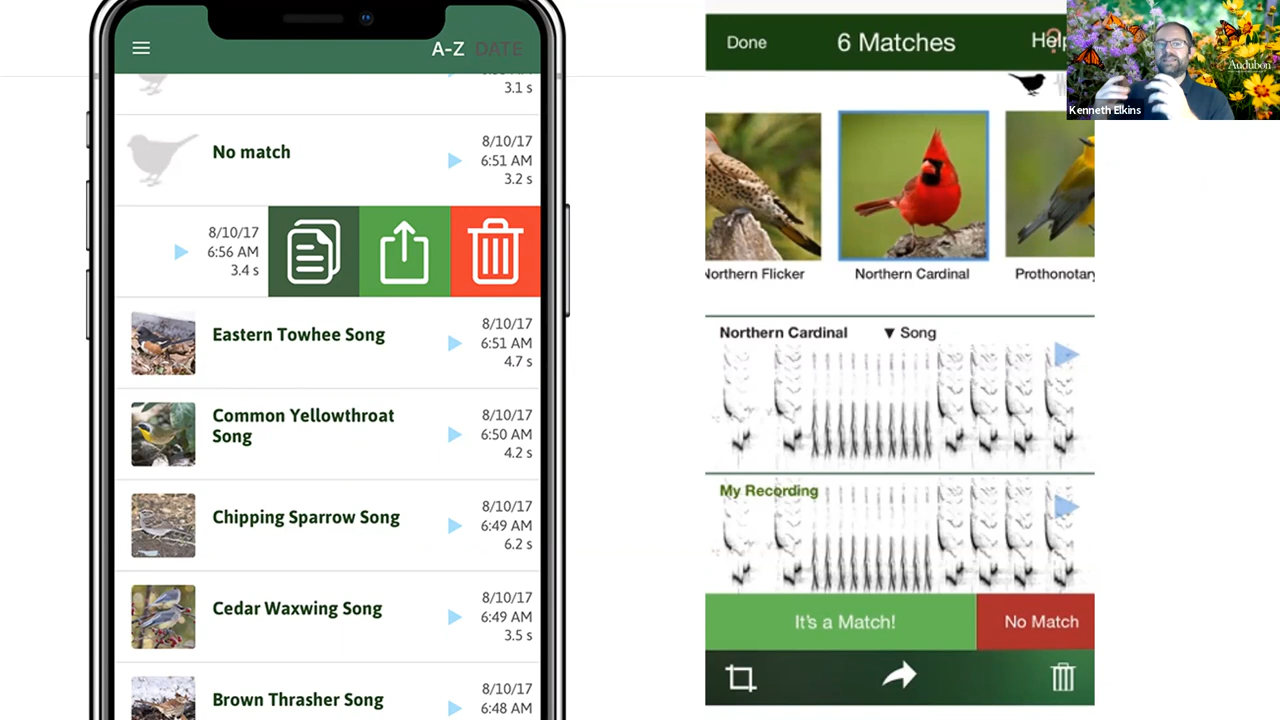 A-Z DATE
3.1 s
No match
8/10/17
6:51 AM
3.2 s
8/10/17
6:56 AM
3.4 s
Eastern Towhee Song
8/10/17
6:51 AM
4.7 s
Common Yellowthroat
Song
8/10/17
6:50 AM
4.2 s
Chipping Sparrow Song
8/10/17
6:49 AM
6.2 s
Cedar Waxwing Song
8/10/17
6:49 AM
3.5 s
Brown Thrasher Song
8/10/17
6:48 AM
Done
6 Matches
Help
?
Northern Flicker
Northern Cardinal
Prothonotary
Northern Cardinal
▼ Song
My Recording
It's a Match!
No Match
Audubon
Kenneth Elkins